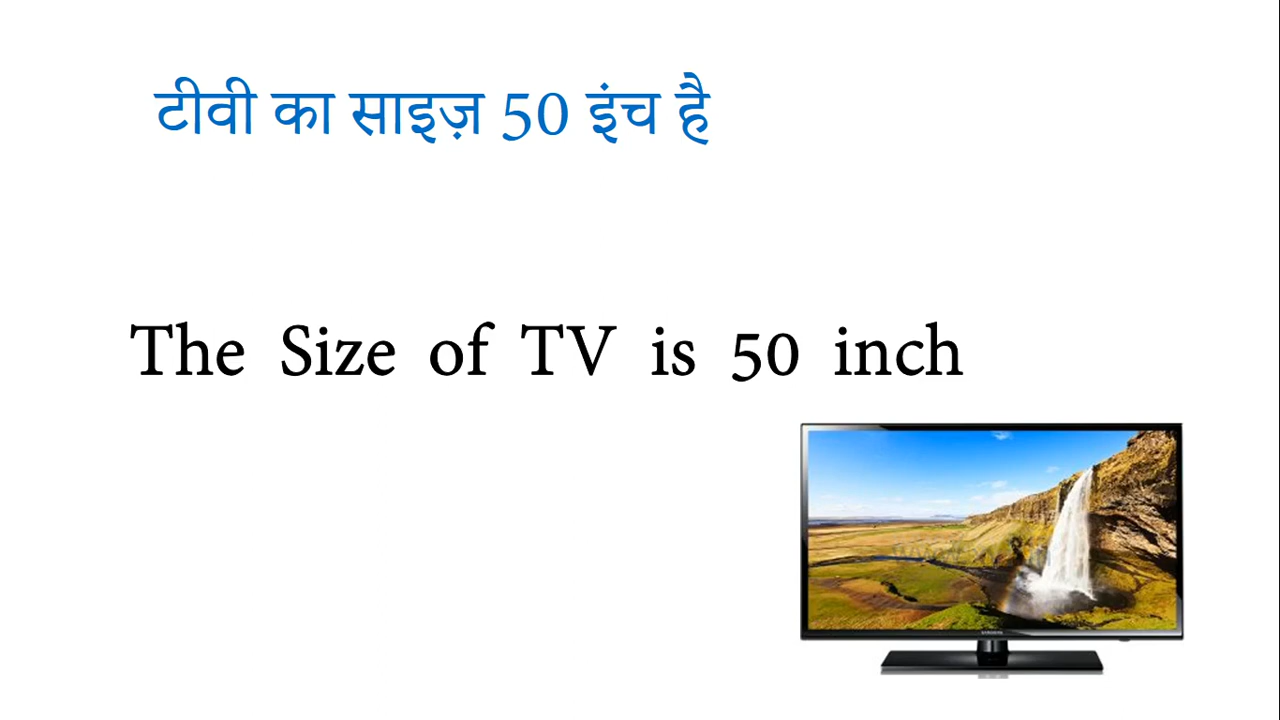 टीवी का साइज़ 50 इंच है
The Size of TV is 50 inch